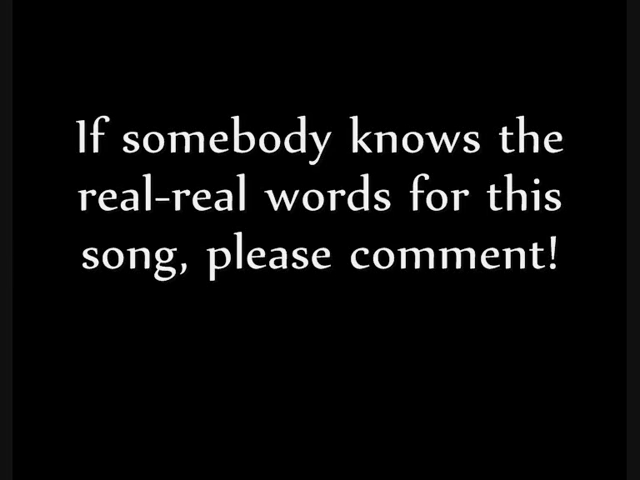 If somebody knows the
real-real words for this
song, please comment!